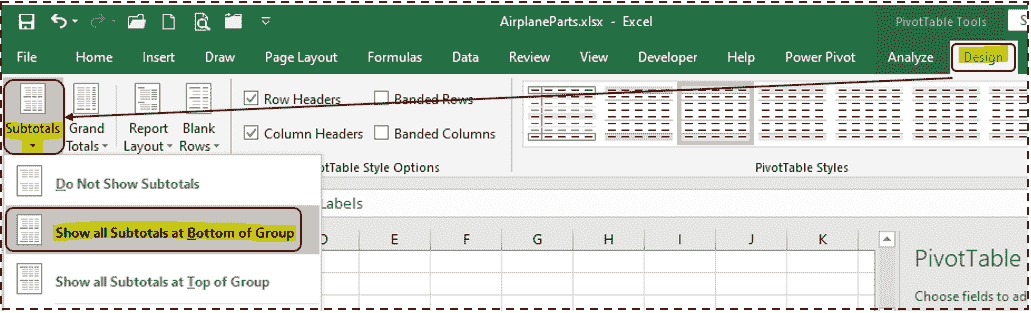 AirplaneParts.xlsx - Excel
PivotTable Tools
File Home Insert Draw Page Layout Formulas Data Review View Developer Help Power Pivot Analyze Design
Subtotals
Grand
Totals
Report
Layout
Blank
Rows
Row Headers
Banded Rows
Column Headers
Banded Columns
PivotTable Styles
Style Options
Do Not Show Subtotals
Show all Subtotals at Bottom of Group
Show all Subtotals at Top of Group
Labels
E F G H I J K
PivotTable
Choose fields to ad